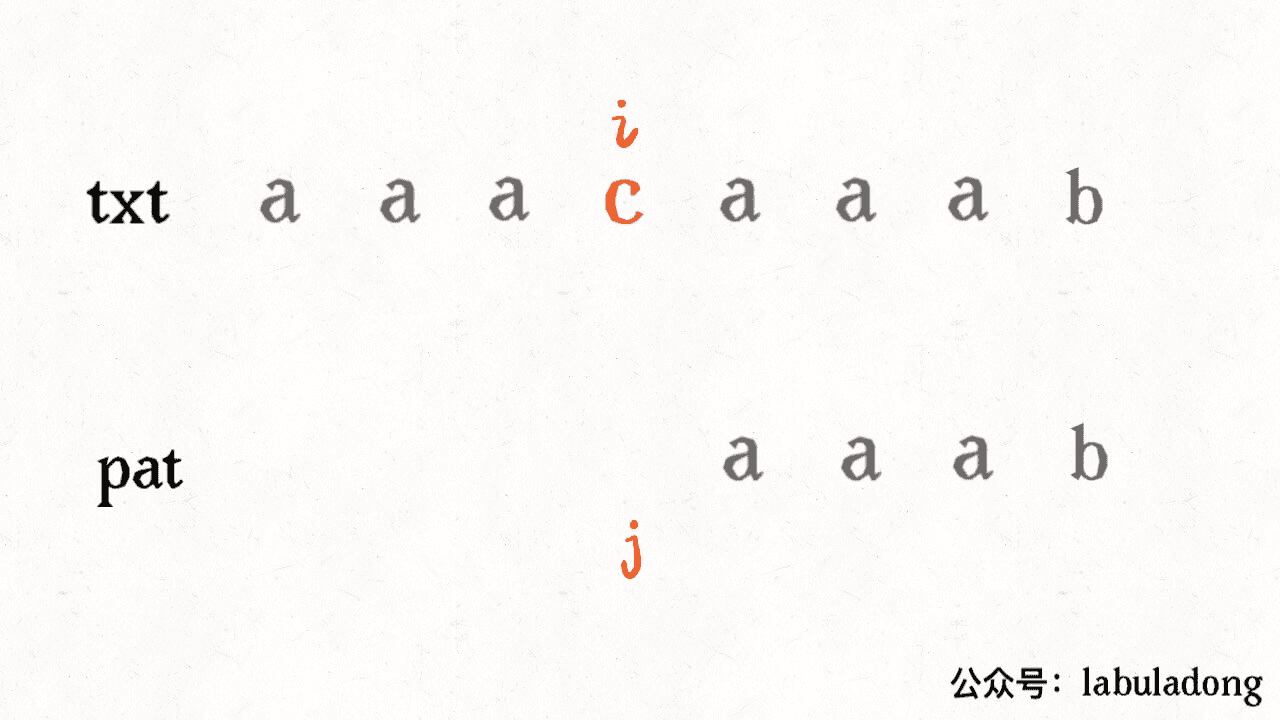 i
txt a a a c a a a b
pat a a a b
j
公众号：labuladong